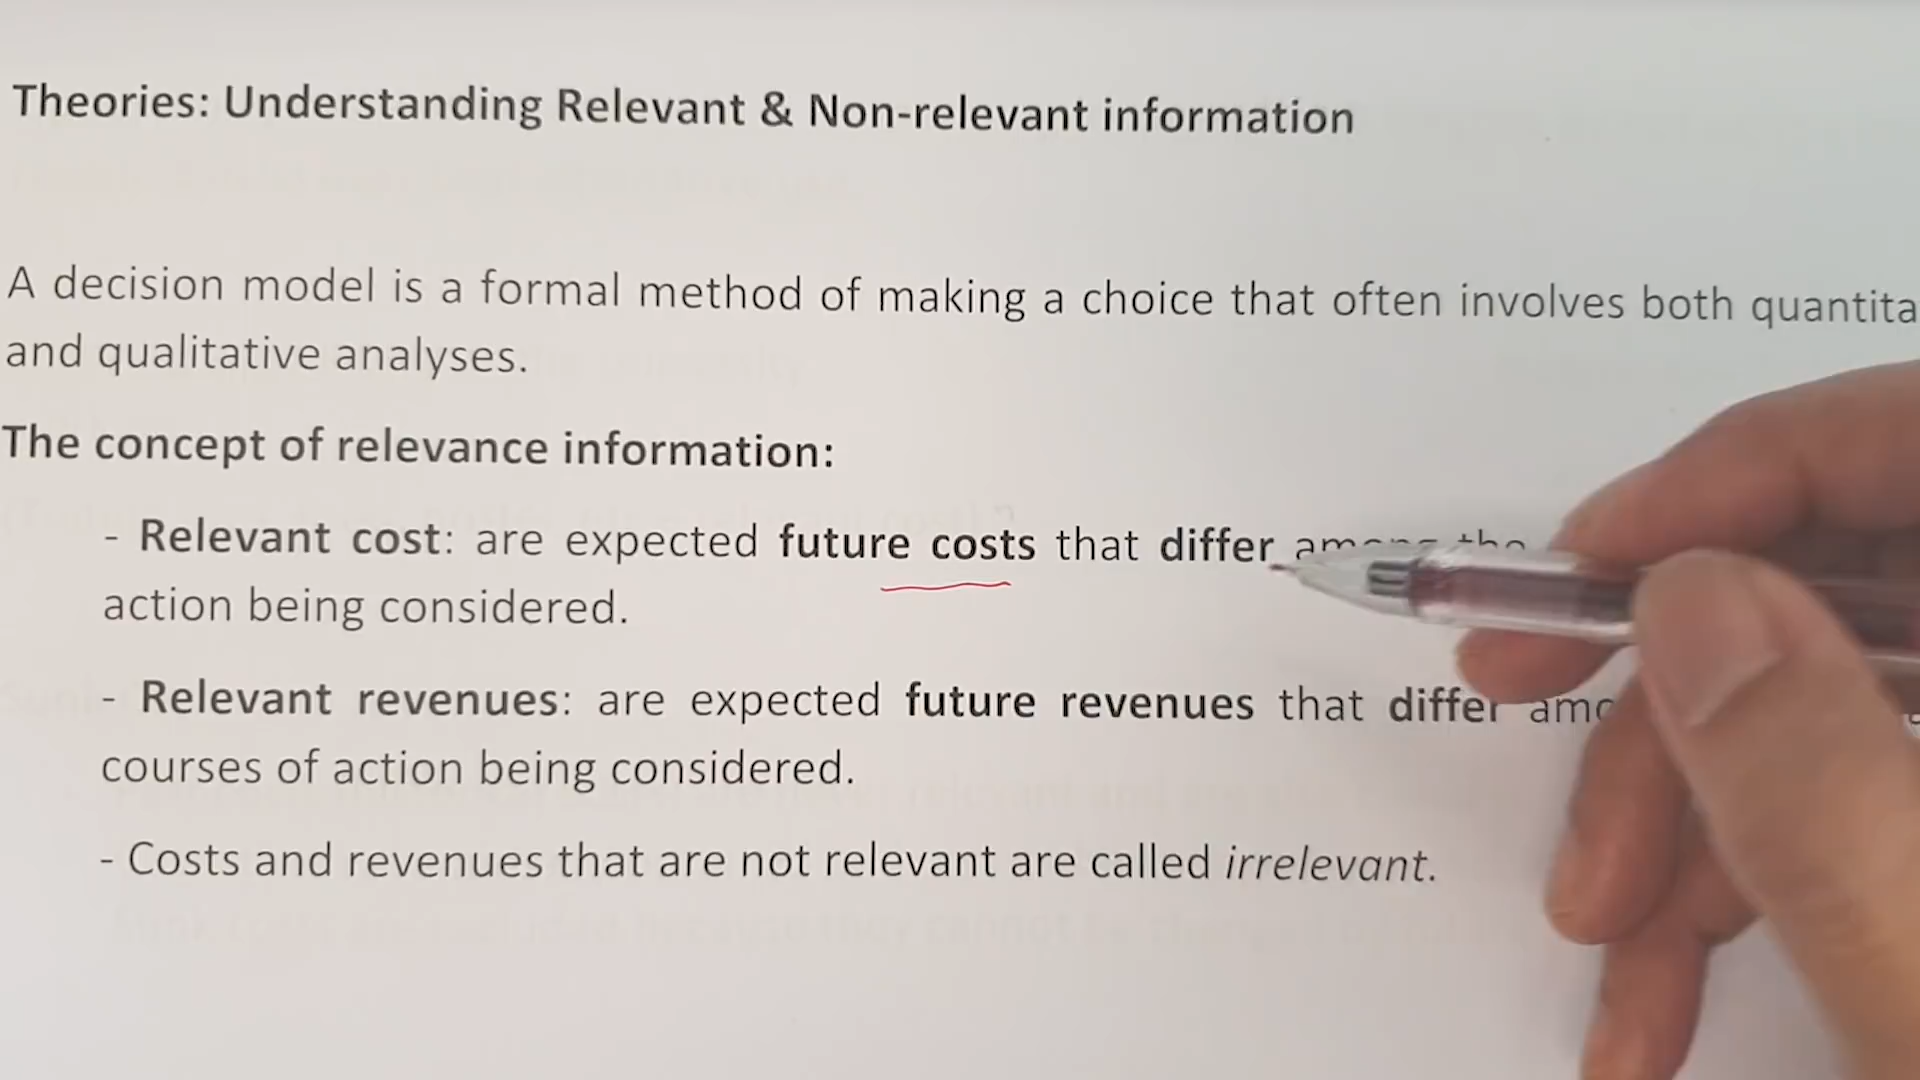 Theories: Understanding Relevant & Non-relevant information
A decision model is a formal method of making a choice that often involves both quantita
and qualitative analyses.
The concept of relevance information:
- Relevant cost: are expected future costs that differ among the
action being considered.
- Relevant revenues: are expected future revenues that differ amo
courses of action being considered.
- Costs and revenues that are not relevant are called irrelevant.